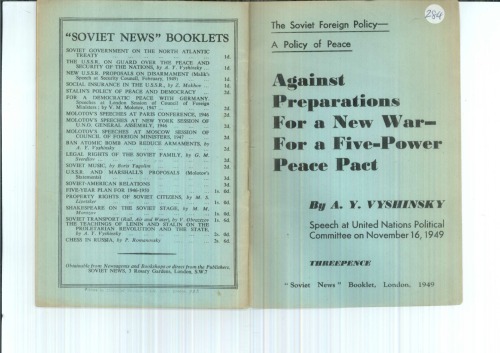 "SOVIET NEWS" BOOKLETS
SOVIET GOVERNMENT ON THE NORTH ATLANTIC
TREATY 1d.
THE U.S.S.R. ON GUARD OVER THE PEACE AND
SECURITY OF THE NATIONS, by A. Y. Vyshinsky 1d.
NEW U.S.S.R. PROPOSALS ON DISARMAMENT (Malik's
Speech at Security Council, February, 1949) 1d.
SOCIAL INSURANCE IN THE U.S.S.R., by Z.
STALIN'S POLICY OF PEACE AND DEMOCRACY
FOR A DEMOCRATIC PEACE WITH GERMANY
Speeches at London Session of Council of Foreign
Ministers: by V. M. Molotov, 1947
MOLOTOV'S SPEECHES AT PARIS CONFERENCE, 1946 2d.
MOLOTOV'S SPEECHES AT NEW YORK SESSION OF
U.N.O. GENERAL ASSEMBLY, 1946 2d.
MOLOTOV'S SPEECHES AT MOSCOW SESSION OF
COUNCIL OF FOREIGN MINISTERS, 1947
BAN ATOMIC BOMB AND REDUCE ARMAMENTS, by
A. Y. Vyshinsky 2d.
LEGAL RIGHTS OF THE SOVIET FAMILY, by G. M.
Sverdlov
SOVIET MUSIC, by Boris Yagolim
U.S.S.R. AND MARSHALL'S PROPOSALS (Molotov's
Statements) 3d.
SOVIET-AMERICAN RELATIONS 3d.
FIVE-YEAR PLAN FOR 1950 1s. 6d.
PROPERTY RIGHTS OF SOVIET CITIZENS, by M. S.
1s. 6d.
SHAKESPEARE ON THE SOVIET STAGE, by M. M.
Morozov 1s. 6d.
SOVIET TRANSPORT (Rail, Air and Water), by V. Obraztsov 1s. 6d.
THE TEACHINGS OF LENIN AND STALIN ON THE
PROLETARIAN REVOLUTION AND THE STATE,
by A. Y. Vyshinsky 2s. 6d.
CHESS IN RUSSIA, by P. Romanovsky 2s. 6d.
Obtainable from Newsagents and Bookshops or direct from the Publishers,
SOVIET NEWS, 3 Rosary Gardens, London, S.W.7
284
The Soviet Foreign Policy—
A Policy of Peace
Against
Preparations
For a New War—
For a Five-Power
Peace Pact
By A. Y. VYSHINSKY
Speech at United Nations Political
Committee on November 16, 1949
THREEPENCE
"Soviet News" Booklet, London, 1949